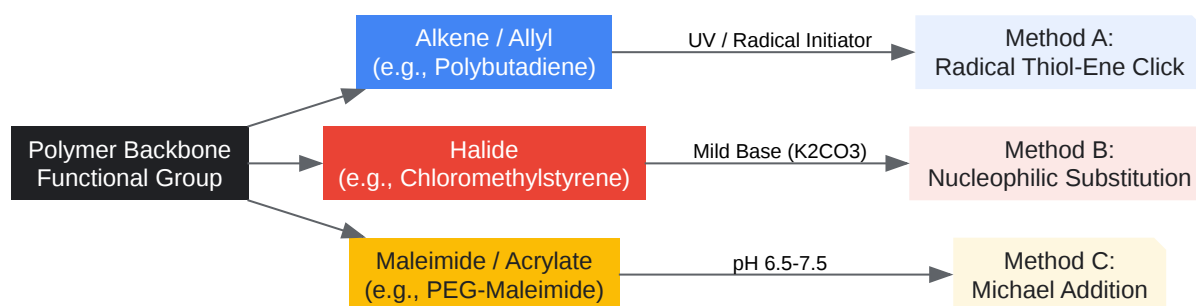 Alkene / Allyl
(e.g., Polybutadiene)
UV / Radical Initiator
Method A:
Radical Thiol-Ene Click
Polymer Backbone
Functional Group
Halide
(e.g., Chloromethylstyrene)
Mild Base (K2CO3)
Method B:
Nucleophilic Substitution
Maleimide / Acrylate
(e.g., PEG-Maleimide)
pH 6.5-7.5
Method C:
Michael Addition